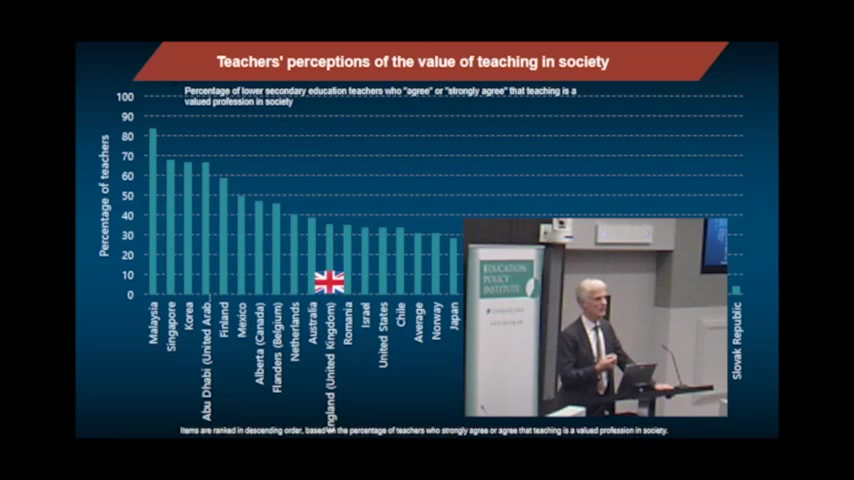 Teachers' perceptions of the value of teaching in society
Percentage of lower secondary education teachers who "agree" or "strongly agree" that teaching is a
valued profession in society
Percentage of teachers
100
90
80
70
60
50
40
30
20
10
0
Malaysia
Singapore
Korea
Abu Dhabi (United Arab...
Finland
Mexico
Alberta (Canada)
Flanders (Belgium)
Netherlands
Australia
ngland (United Kingdom)
Romania
Israel
United States
Chile
Average
Norway
Japan
Slovak Republic
EDUCATION
POLICY
INSTITUTE
Items are ranked in descending order, based on the percentage of teachers who strongly agree or agree that teaching is a valued profession in society.